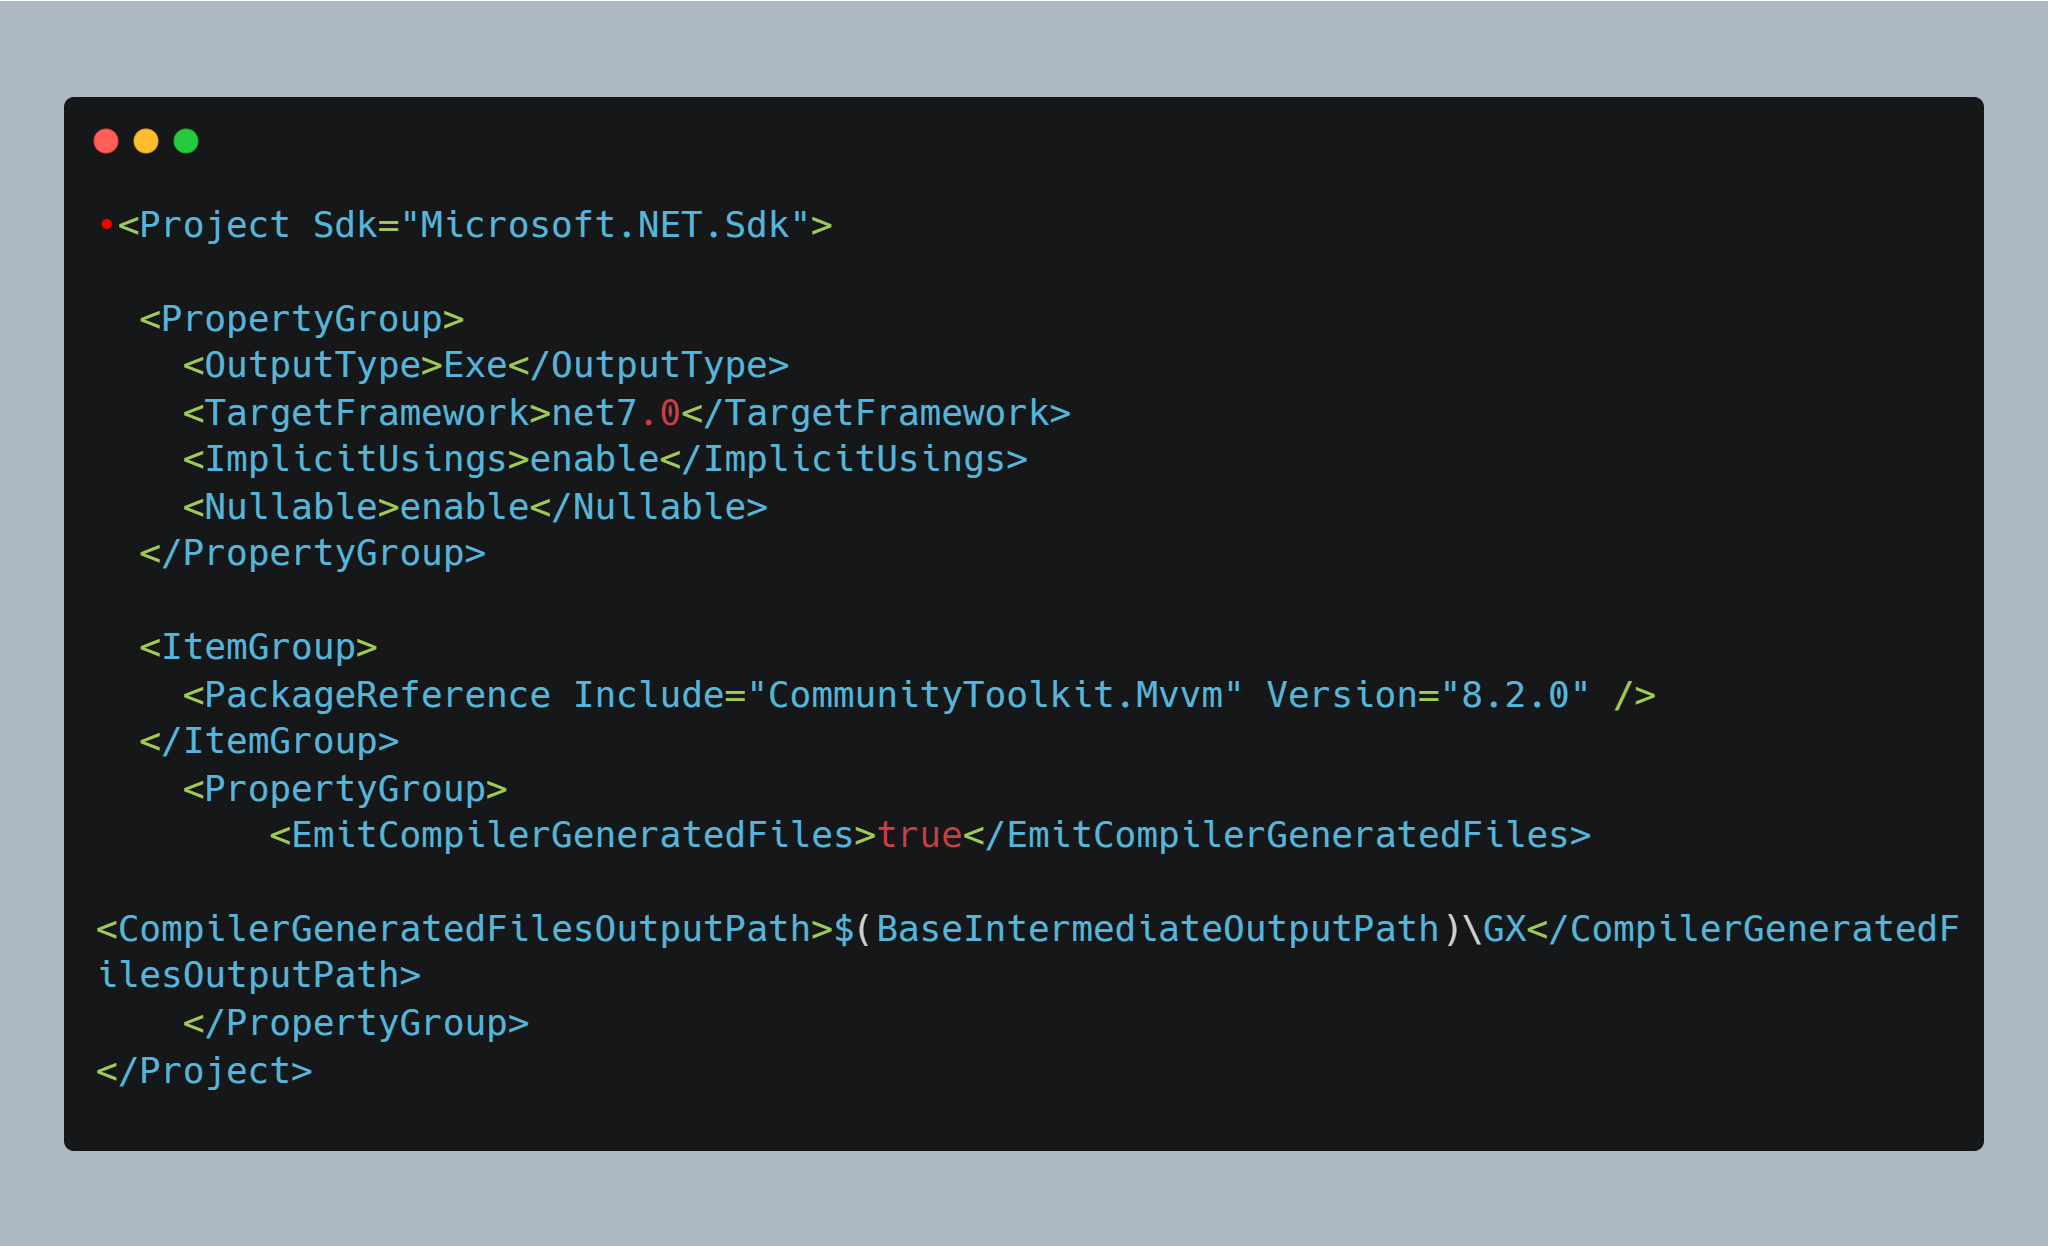 •<Project Sdk="Microsoft.NET.Sdk">

  <PropertyGroup>
    <OutputType>Exe</OutputType>
    <TargetFramework>net7.0</TargetFramework>
    <ImplicitUsings>enable</ImplicitUsings>
    <Nullable>enable</Nullable>
  </PropertyGroup>

  <ItemGroup>
    <PackageReference Include="CommunityToolkit.Mvvm" Version="8.2.0" />
  </ItemGroup>
    <PropertyGroup>
        <EmitCompilerGeneratedFiles>true</EmitCompilerGeneratedFiles>

<CompilerGeneratedFilesOutputPath>$(BaseIntermediateOutputPath)\GX</CompilerGeneratedF
ilesOutputPath>
    </PropertyGroup>
</Project>